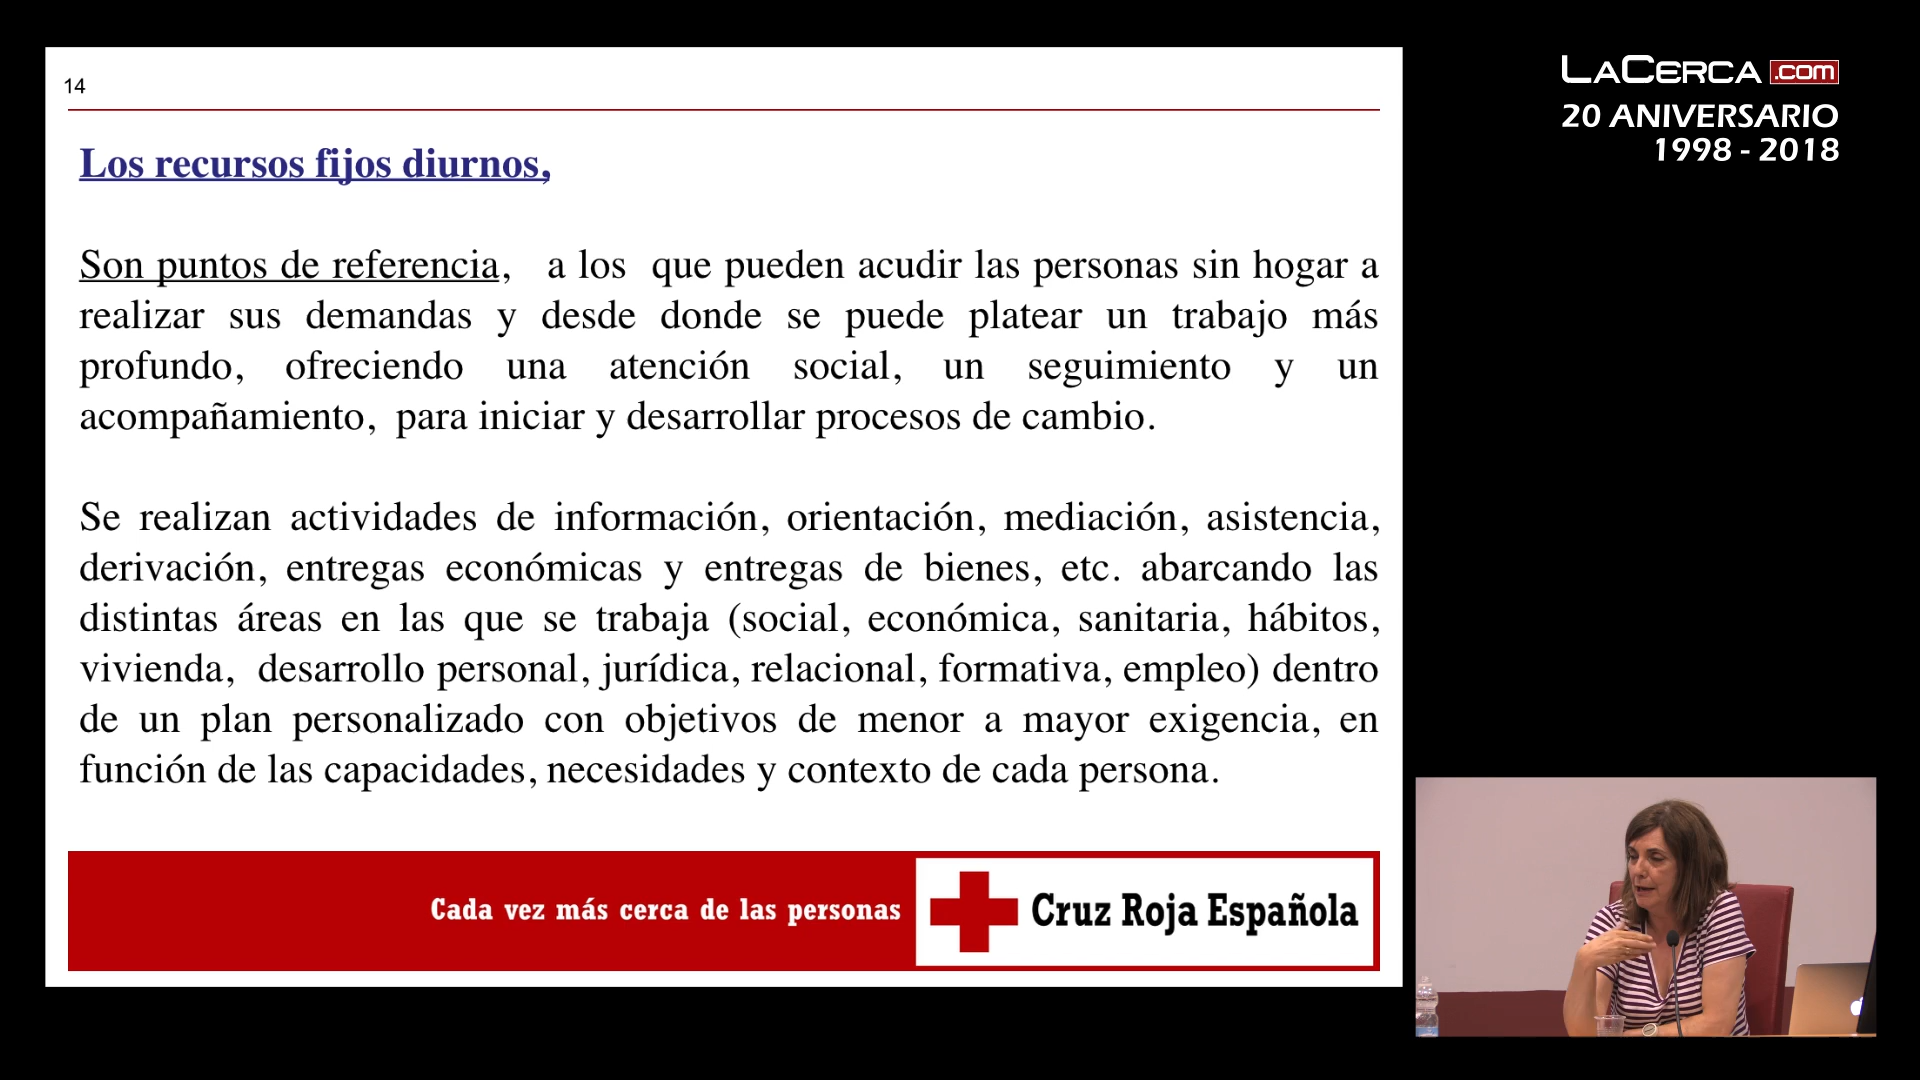 14
Los recursos fijos diurnos,
Son puntos de referencia, a los que pueden acudir las personas sin hogar a
realizar sus demandas y desde donde se puede platear un trabajo más
profundo, ofreciendo una atención social, un seguimiento y un
acompañamiento, para iniciar y desarrollar procesos de cambio.
Se realizan actividades de información, orientación, mediación, asistencia,
derivación, entregas económicas y entregas de bienes, etc. abarcando las
distintas áreas en las que se trabaja (social, económica, sanitaria, hábitos,
vivienda, desarrollo personal, jurídica, relacional, formativa, empleo) dentro
de un plan personalizado con objetivos de menor a mayor exigencia, en
función de las capacidades, necesidades y contexto de cada persona.
Cada vez más cerca de las personas
Cruz Roja Española
LACERCA .com
20 ANIVERSARIO
1998 - 2018